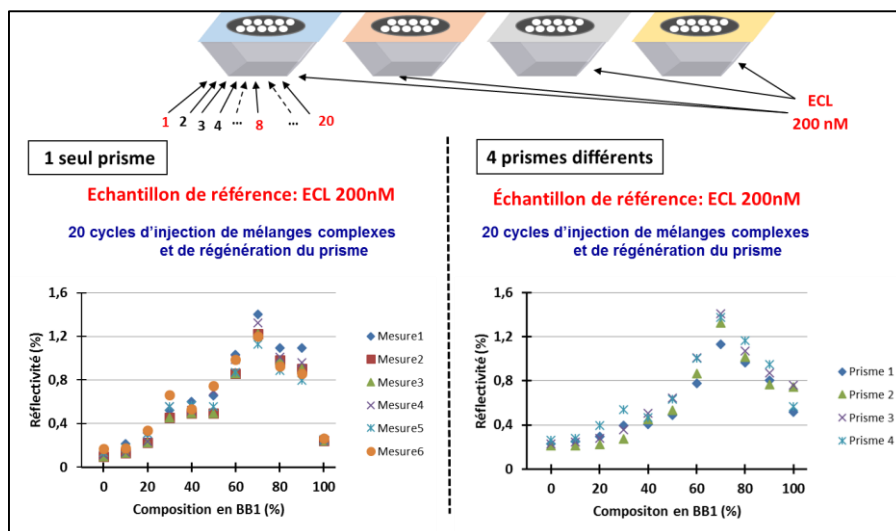 1
2
3
4
...
8
...
20
ECL
200 nM
1 seul prisme
Echantillon de référence: ECL 200nM
20 cycles d'injection de mélanges complexes
et de régénération du prisme
Réflectivité (%)
1,6
1,2
0,8
0,4
0
0
20
40
60
80
100
Composition en BB1 (%)
Mesure1
Mesure2
Mesure3
Mesure4
Mesure5
Mesure6
4 prismes différents
Échantillon de référence: ECL 200nM
20 cycles d'injection de mélanges complexes
et de régénération du prisme
Réflectivité (%)
1,6
1,2
0,8
0,4
0
0
20
40
60
80
100
Compositon en BB1 (%)
Prisme 1
Prisme 2
Prisme 3
Prisme 4